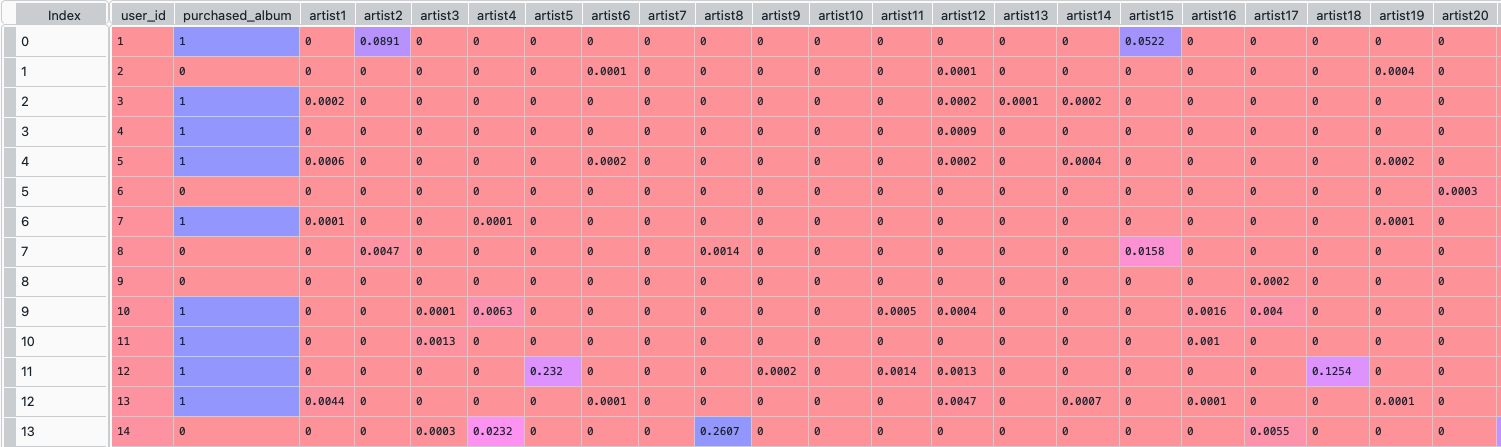 Index user_id purchased_album artist1 artist2 artist3 artist4 artist5 artist6 artist7 artist8 artist9 artist10 artist11 artist12 artist13 artist14 artist15 artist16 artist17 artist18 artist19 artist20
0 1 1 0 0.0891 0 0 0 0 0 0 0 0 0 0 0 0 0.0522 0 0 0 0 0
1 2 0 0 0 0 0 0 0.0001 0 0 0 0 0 0.0001 0 0 0 0 0 0 0.0004 0
2 3 1 0.0002 0 0 0 0 0 0 0 0 0 0 0.0002 0.0001 0.0002 0 0 0 0 0 0
3 4 1 0 0 0 0 0 0 0 0 0 0 0 0.0009 0 0 0 0 0 0 0 0
4 5 1 0.0006 0 0 0 0 0.0002 0 0 0 0 0 0.0002 0 0.0004 0 0 0 0 0.0002 0
5 6 0 0 0 0 0 0 0 0 0 0 0 0 0 0 0 0 0 0 0 0 0.0003
6 7 1 0.0001 0 0 0.0001 0 0 0 0 0 0 0 0 0 0 0 0 0 0 0.0001 0
7 8 0 0 0.0047 0 0 0 0 0 0.0014 0 0 0 0 0 0 0.0158 0 0 0 0 0
8 9 0 0 0 0 0 0 0 0 0 0 0 0 0 0 0 0 0 0.0002 0 0 0
9 10 1 0 0 0.0001 0.0063 0 0 0 0 0 0 0.0005 0.0004 0 0 0 0.0016 0.004 0 0 0
10 11 1 0 0 0.0013 0 0 0 0 0 0 0 0 0 0 0 0 0.001 0 0 0 0
11 12 1 0 0 0 0 0.232 0 0 0 0.0002 0 0.0014 0.0013 0 0 0 0 0 0.1254 0 0
12 13 1 0.0044 0 0 0 0 0.0001 0 0 0 0 0 0.0047 0 0.0007 0 0.0001 0 0 0.0001 0
13 14 0 0 0 0.0003 0.0232 0 0 0 0.2607 0 0 0 0 0 0 0 0 0.0055 0 0 0